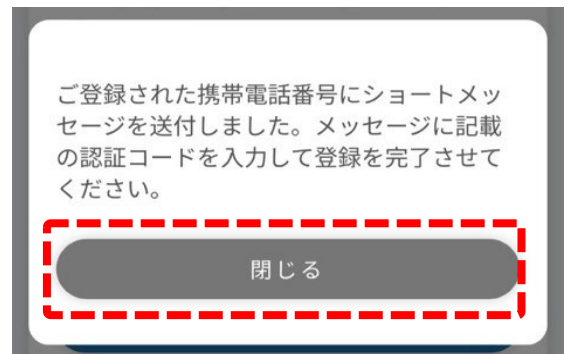 ご登録された携帯電話番号にショートメッ
セージを送付しました。メッセージに記載
の認証コードを入力して登録を完了させて
ください。
閉じる